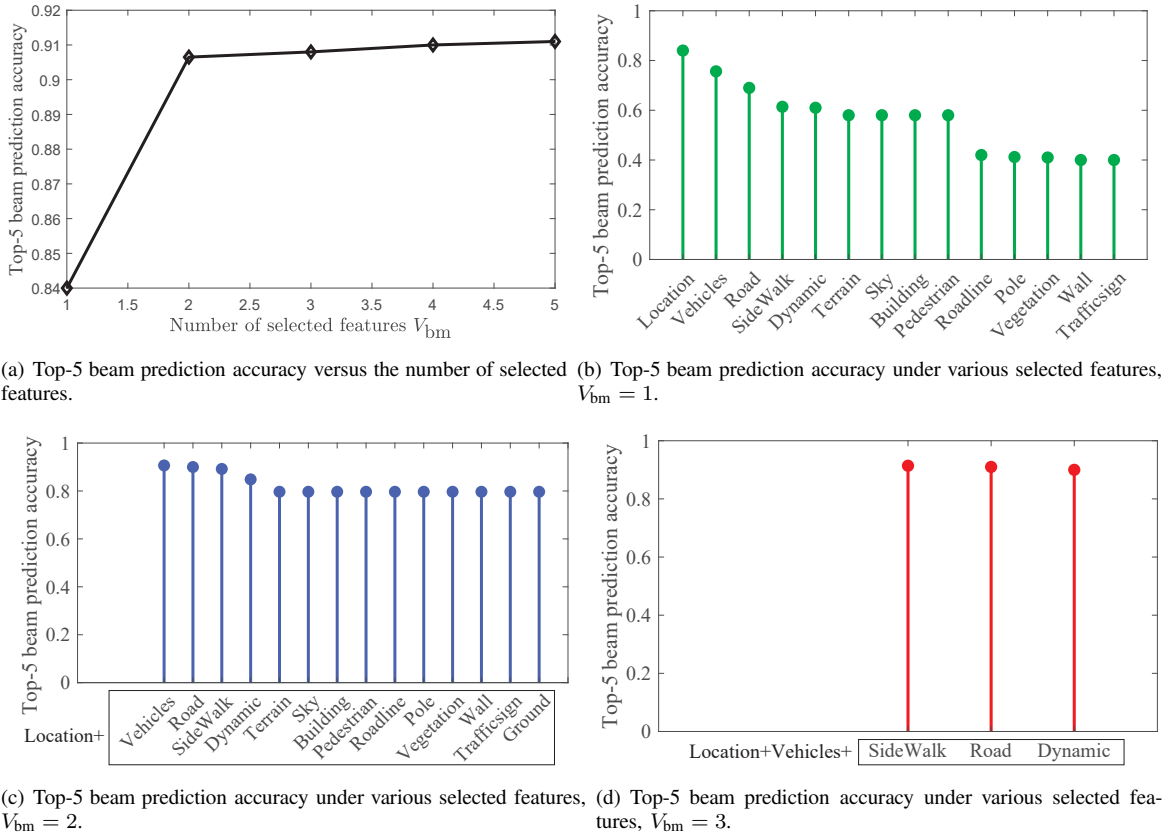 0.92
0.91
0.9
0.89
0.88
0.87
0.86
0.85
0.84
Top-5 beam prediction accuracy
1 1.5 2 2.5 3 3.5 4 4.5 5
Number of selected features V_bm
(a) Top-5 beam prediction accuracy versus the number of selected
features.
1
0.8
0.6
0.4
0.2
0
Top-5 beam prediction accuracy
Location
Vehicles
Road
SideWalk
Dynamic
Terrain
Sky
Building
Pedestrian
Roadline
Pole
Vegetation
Wall
Trafficsign
(b) Top-5 beam prediction accuracy under various selected features,
V_bm = 1.
1
0.8
0.6
0.4
0.2
0
Top-5 beam prediction accuracy
Location+
Vehicles
Road
SideWalk
Dynamic
Terrain
Sky
Building
Pedestrian
Roadline
Pole
Vegetation
Wall
Trafficsign
Ground
(c) Top-5 beam prediction accuracy under various selected features,
V_bm = 2.
1
0.8
0.6
0.4
0.2
0
Top-5 beam prediction accuracy
Location+Vehicles+ SideWalk Road Dynamic
(d) Top-5 beam prediction accuracy under various selected fea-
tures, V_bm = 3.